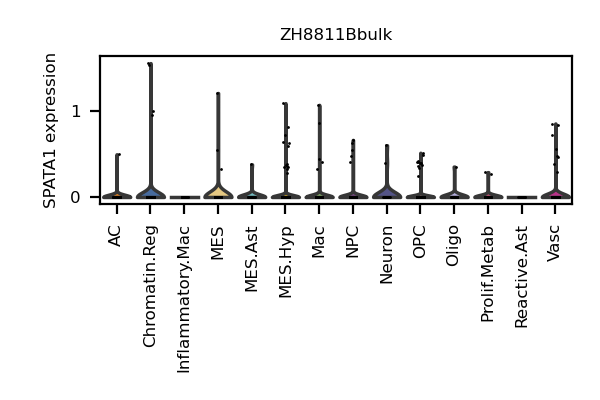 ZH8811Bbulk
SPATA1 expression
1
0
AC
Chromatin.Reg
Inflammatory.Mac
MES
MES.Ast
MES.Hyp
Mac
NPC
Neuron
OPC
Oligo
Prolif.Metab
Reactive.Ast
Vasc